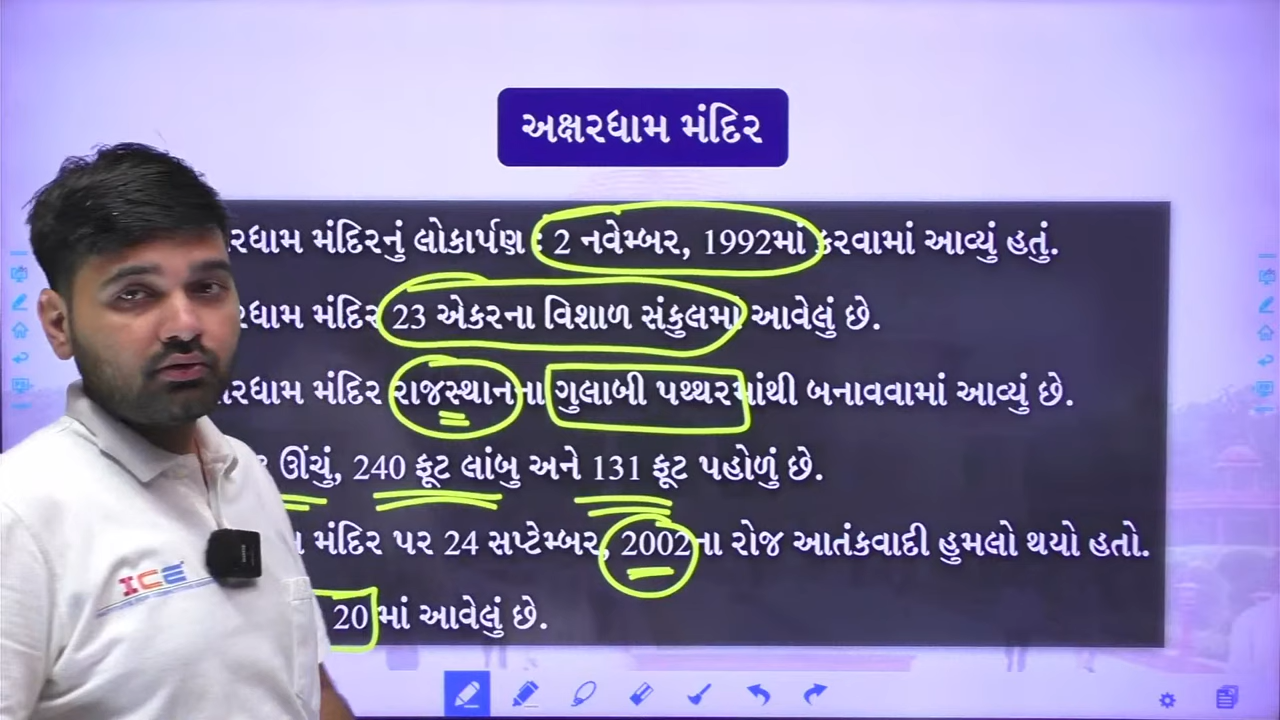 અક્ષરધામ મંદિર
રધામ મંદિરનું લોકાર્પણ : 2 નવેમ્બર, 1992માં કરવામાં આવ્યું હતું.
રધામ મંદિર 23 એકરના વિશાળ સંકુલમાં આવેલું છે.
રધામ મંદિર રાજસ્થાનના ગુલાબી પથ્થરમાંથી બનાવવામાં આવ્યું છે.
ઊંચું, 240 ફૂટ લાંબુ અને 131 ફૂટ પહોળું છે.
મંદિર પર 24 સપ્ટેમ્બર, 2002ના રોજ આતંકવાદી હુમલો થયો હતો.
20 માં આવેલું છે.
ICE